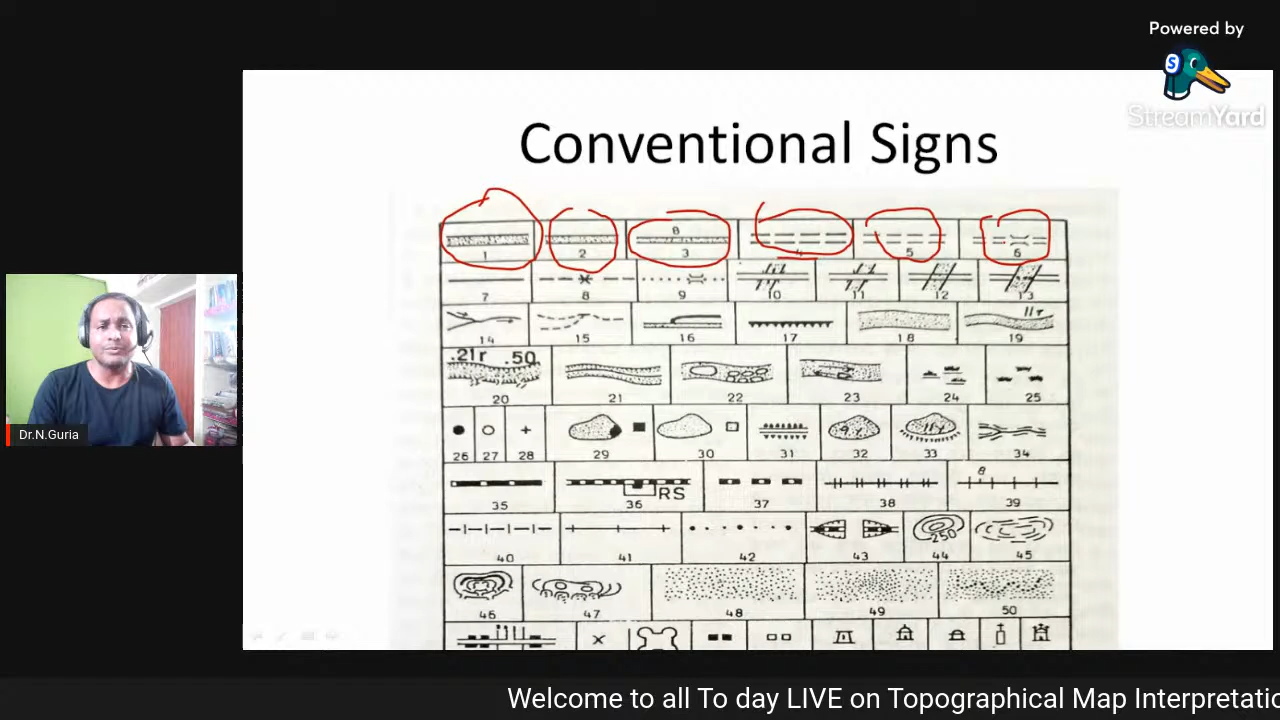 Powered by
StreamYard
Conventional Signs
B
1 2 3 4 5 6
7 8 9 10 11 12 13
11r
14 15 16 17 18 19
.21r .50
20 21 22 23 24 25
26 27 28 29 30 31 32 33 34
RS
8
35 36 37 38 39
250
40 41 42 43 44 45
46 47 48 49 50
Dr.N.Guria
Welcome to all To day LIVE on Topographical Map Interpretatio